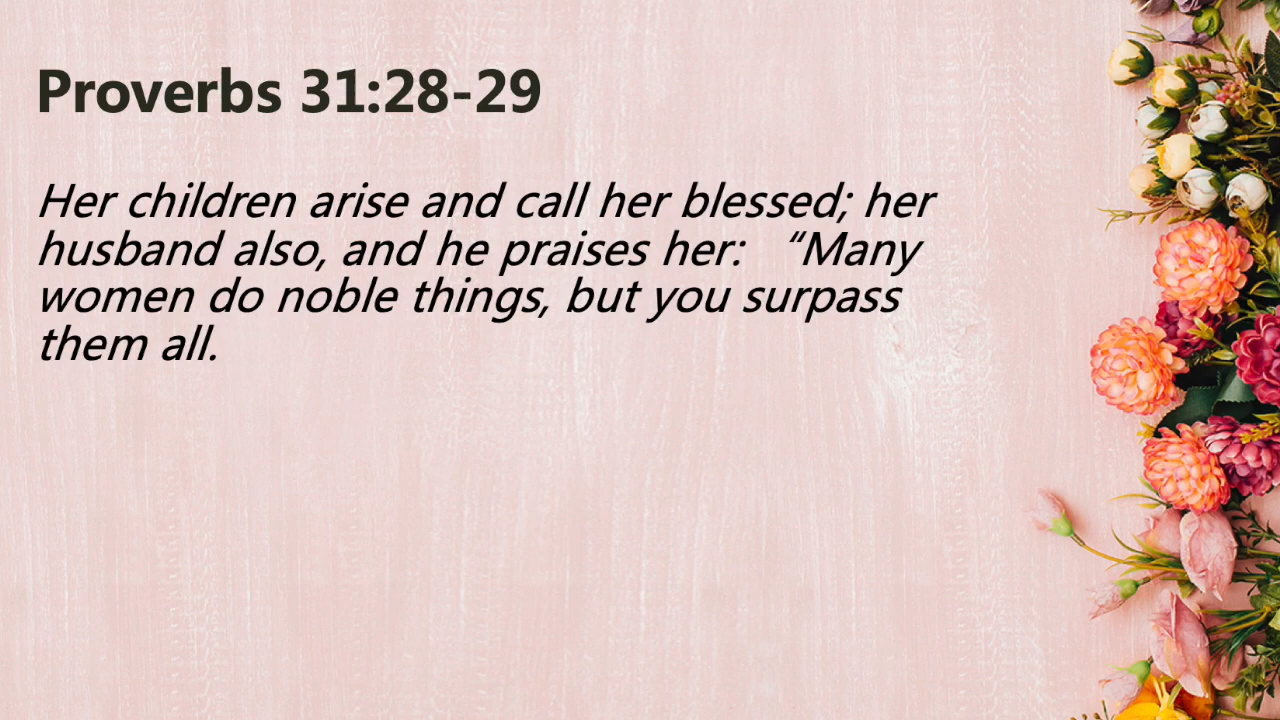 Proverbs 31:28-29
Her children arise and call her blessed; her
husband also, and he praises her: “Many
women do noble things, but you surpass
them all.